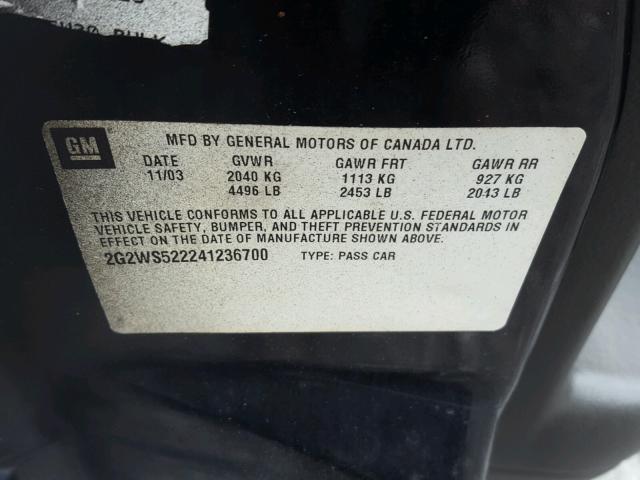 GM
MFD BY GENERAL MOTORS OF CANADA LTD.
DATE GVWR GAWR FRT GAWR RR
11/03 2040 KG 1113 KG 927 KG
4496 LB 2453 LB 2043 LB
THIS VEHICLE CONFORMS TO ALL APPLICABLE U.S. FEDERAL MOTOR
VEHICLE SAFETY, BUMPER, AND THEFT PREVENTION STANDARDS IN
EFFECT ON THE DATE OF MANUFACTURE SHOWN ABOVE.
2G2WS522241236700 TYPE: PASS CAR